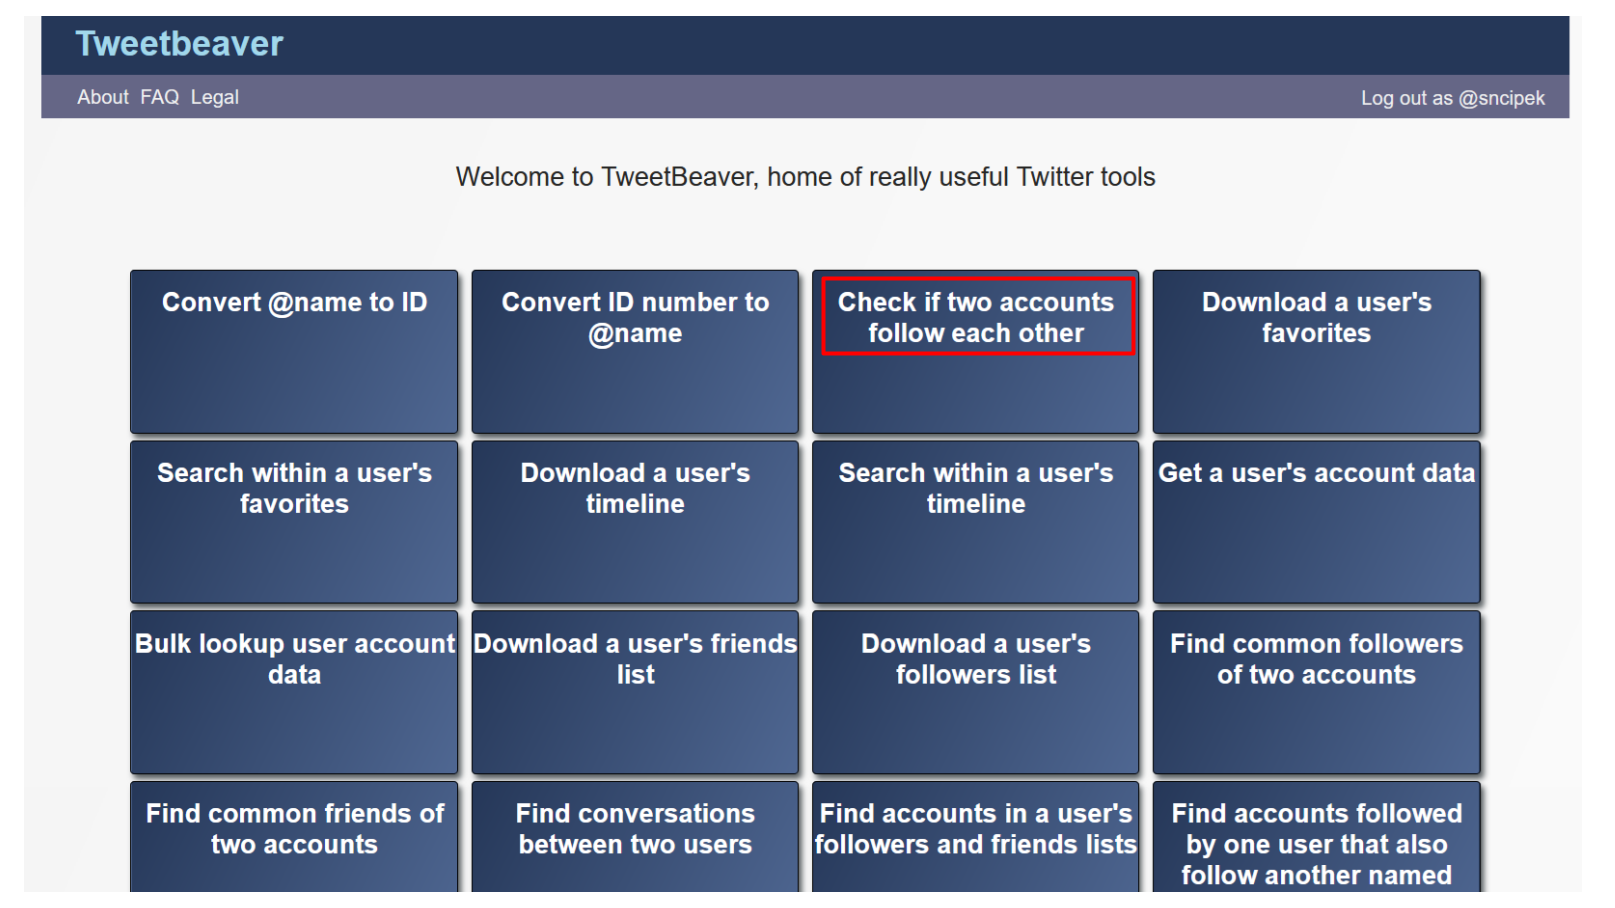 Tweetbeaver
About FAQ Legal
Log out as @sncipek
Welcome to TweetBeaver, home of really useful Twitter tools
Convert @name to ID
Convert ID number to
@name
Check if two accounts
follow each other
Download a user's
favorites
Search within a user's
favorites
Download a user's
timeline
Search within a user's
timeline
Get a user's account data
Bulk lookup user account
data
Download a user's friends
list
Download a user's
followers list
Find common followers
of two accounts
Find common friends of
two accounts
Find conversations
between two users
Find accounts in a user's
followers and friends lists
Find accounts followed
by one user that also
follow another named